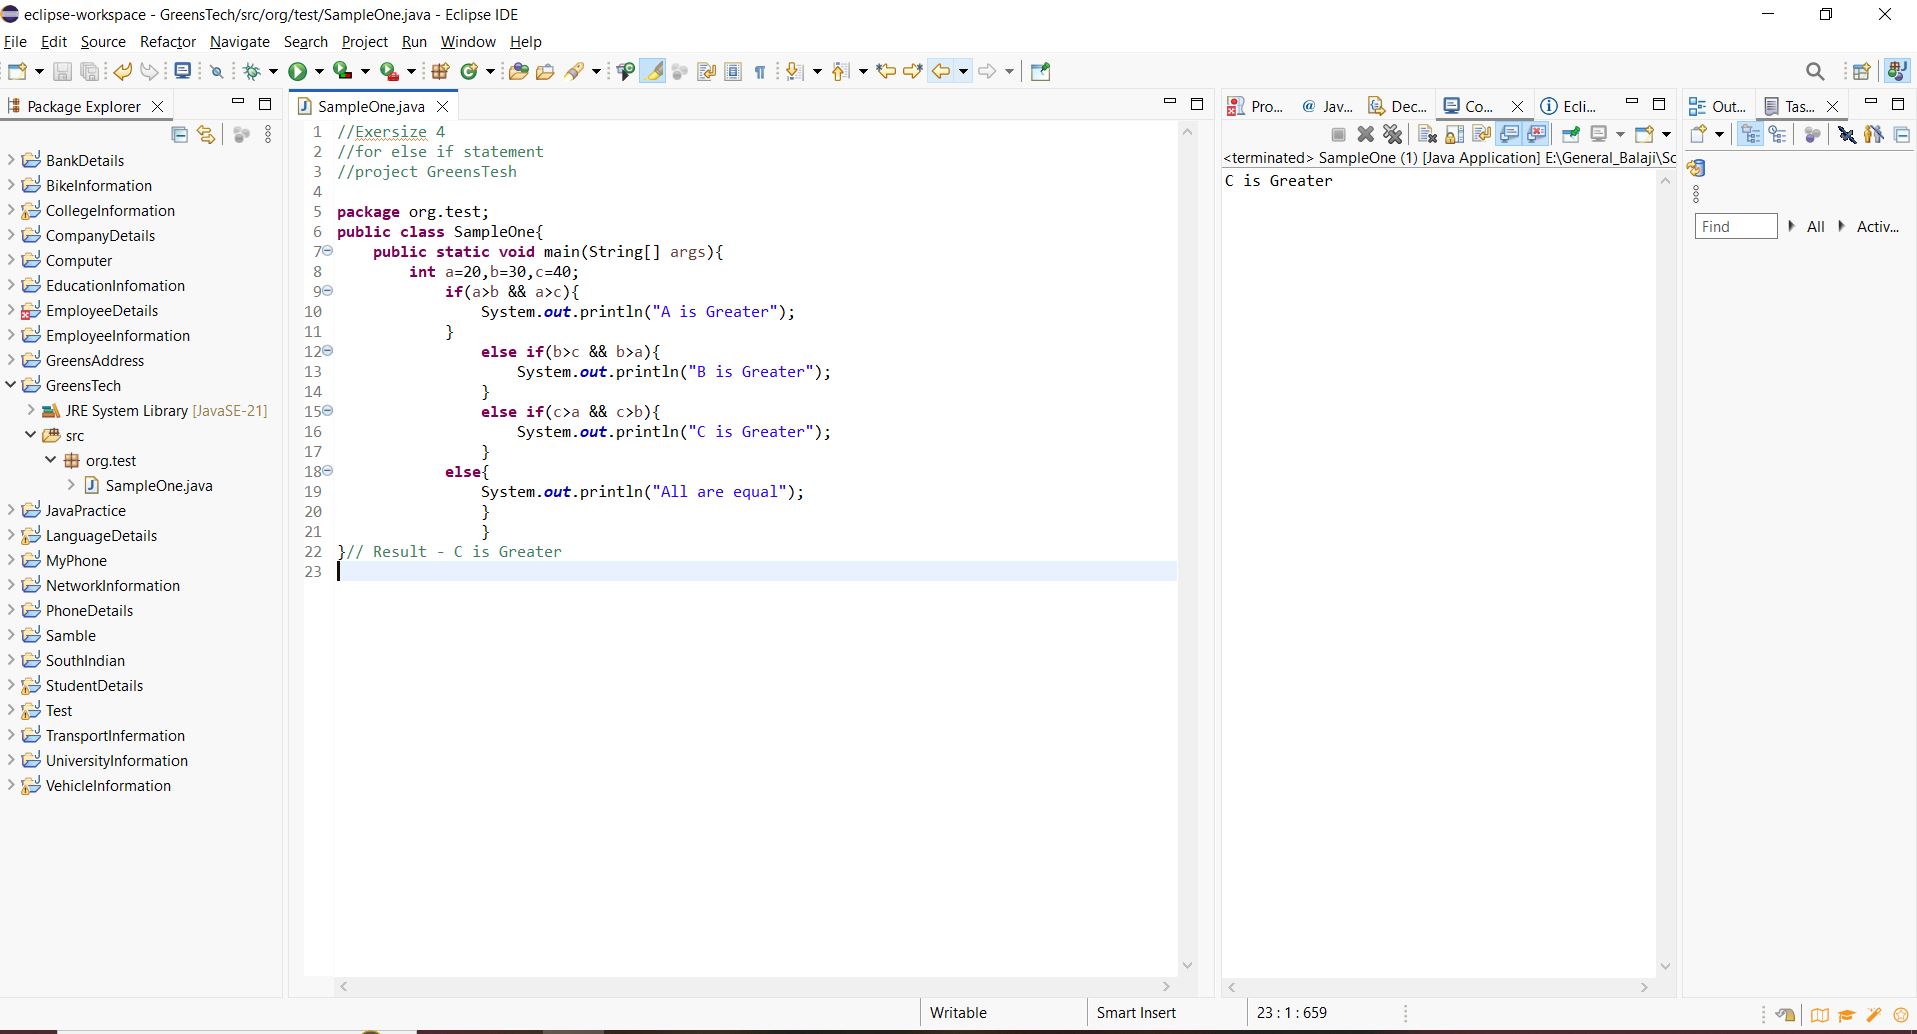 eclipse-workspace - GreensTech/src/org/test/SampleOne.java - Eclipse IDE
File Edit Source Refactor Navigate Search Project Run Window Help
Package Explorer
BankDetails
BikeInformation
CollegeInformation
CompanyDetails
Computer
EducationInfomation
EmployeeDetails
EmployeeInformation
GreensAddress
GreensTech
JRE System Library [JavaSE-21]
src
org.test
SampleOne.java
JavaPractice
LanguageDetails
MyPhone
NetworkInformation
PhoneDetails
Samble
SouthIndian
StudentDetails
Test
TransportInfermation
UniversityInformation
VehicleInformation
SampleOne.java
1 //Exersize 4
2 //for else if statement
3 //project GreensTesh
4
5 package org.test;
6 public class SampleOne{
7 public static void main(String[] args){
8 int a=20,b=30,c=40;
9 if(a>b && a>c){
10 System.out.println("A is Greater");
11 }
12 else if(b>c && b>a){
13 System.out.println("B is Greater");
14 }
15 else if(c>a && c>b){
16 System.out.println("C is Greater");
17 }
18 else{
19 System.out.println("All are equal");
20 }
21 }
22 }// Result - C is Greater
23
Pro... Jav... Dec... Co... Ecli...
<terminated> SampleOne (1) [Java Application] E:\General_Balaji\Sc
C is Greater
Out... Tas...
Find All Activ...
Writable Smart Insert 23 : 1 : 659